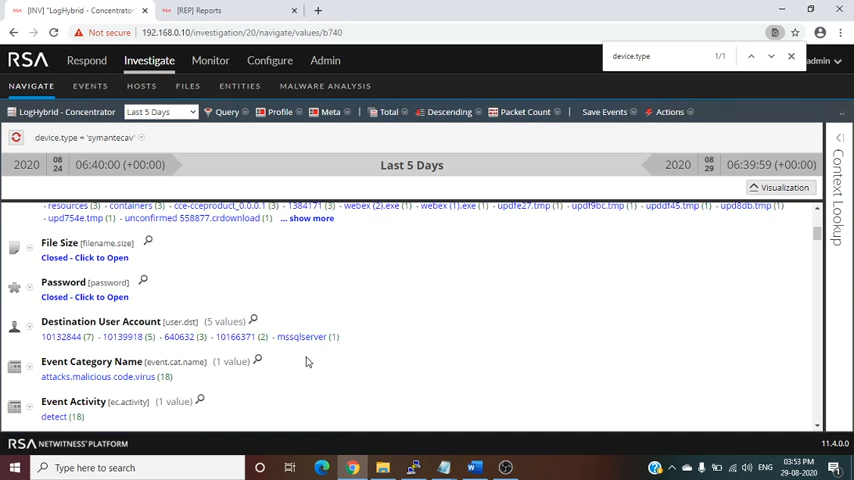 [INV] "LogHybrid - Concentrator
[REP] Reports
Not secure 192.168.0.10/investigation/20/navigate/values/b740
device.type 1/1
RSA Respond Investigate Monitor Configure Admin
admin
NAVIGATE EVENTS HOSTS FILES ENTITIES MALWARE ANALYSIS
LogHybrid - Concentrator Last 5 Days Query Profile Meta Total Descending Packet Count Save Events Actions
device.type = 'symantecav'
2020 08 24 06:40:00 (+00:00) Last 5 Days 2020 08 29 06:39:59 (+00:00)
Visualization
Context Lookup
resources (3) - containers (3) - cce-cceproduct_0.0.0.1 (3) - 1384171 (3) - webex (2).exe (1) - webex (1).exe (1) - updfe27.tmp (1) - updf9bc.tmp (1) - upddf45.tmp (1) - upd8db.tmp (1) -
upd754e.tmp (1) - unconfirmed 558877.crdownload (1) ... show more
File Size [filename.size]
Closed - Click to Open
Password [password]
Closed - Click to Open
Destination User Account [user.dst] (5 values)
10132844 (7) - 10139918 (5) - 640632 (3) - 10166371 (2) - mssqlserver (1)
Event Category Name [event.cat.name] (1 value)
attacks.malicious code.virus (18)
Event Activity [ec.activity] (1 value)
detect (18)
RSA NETWITNESS PLATFORM
11.4.0.0
Type here to search
ENG
03:53 PM
29-08-2020